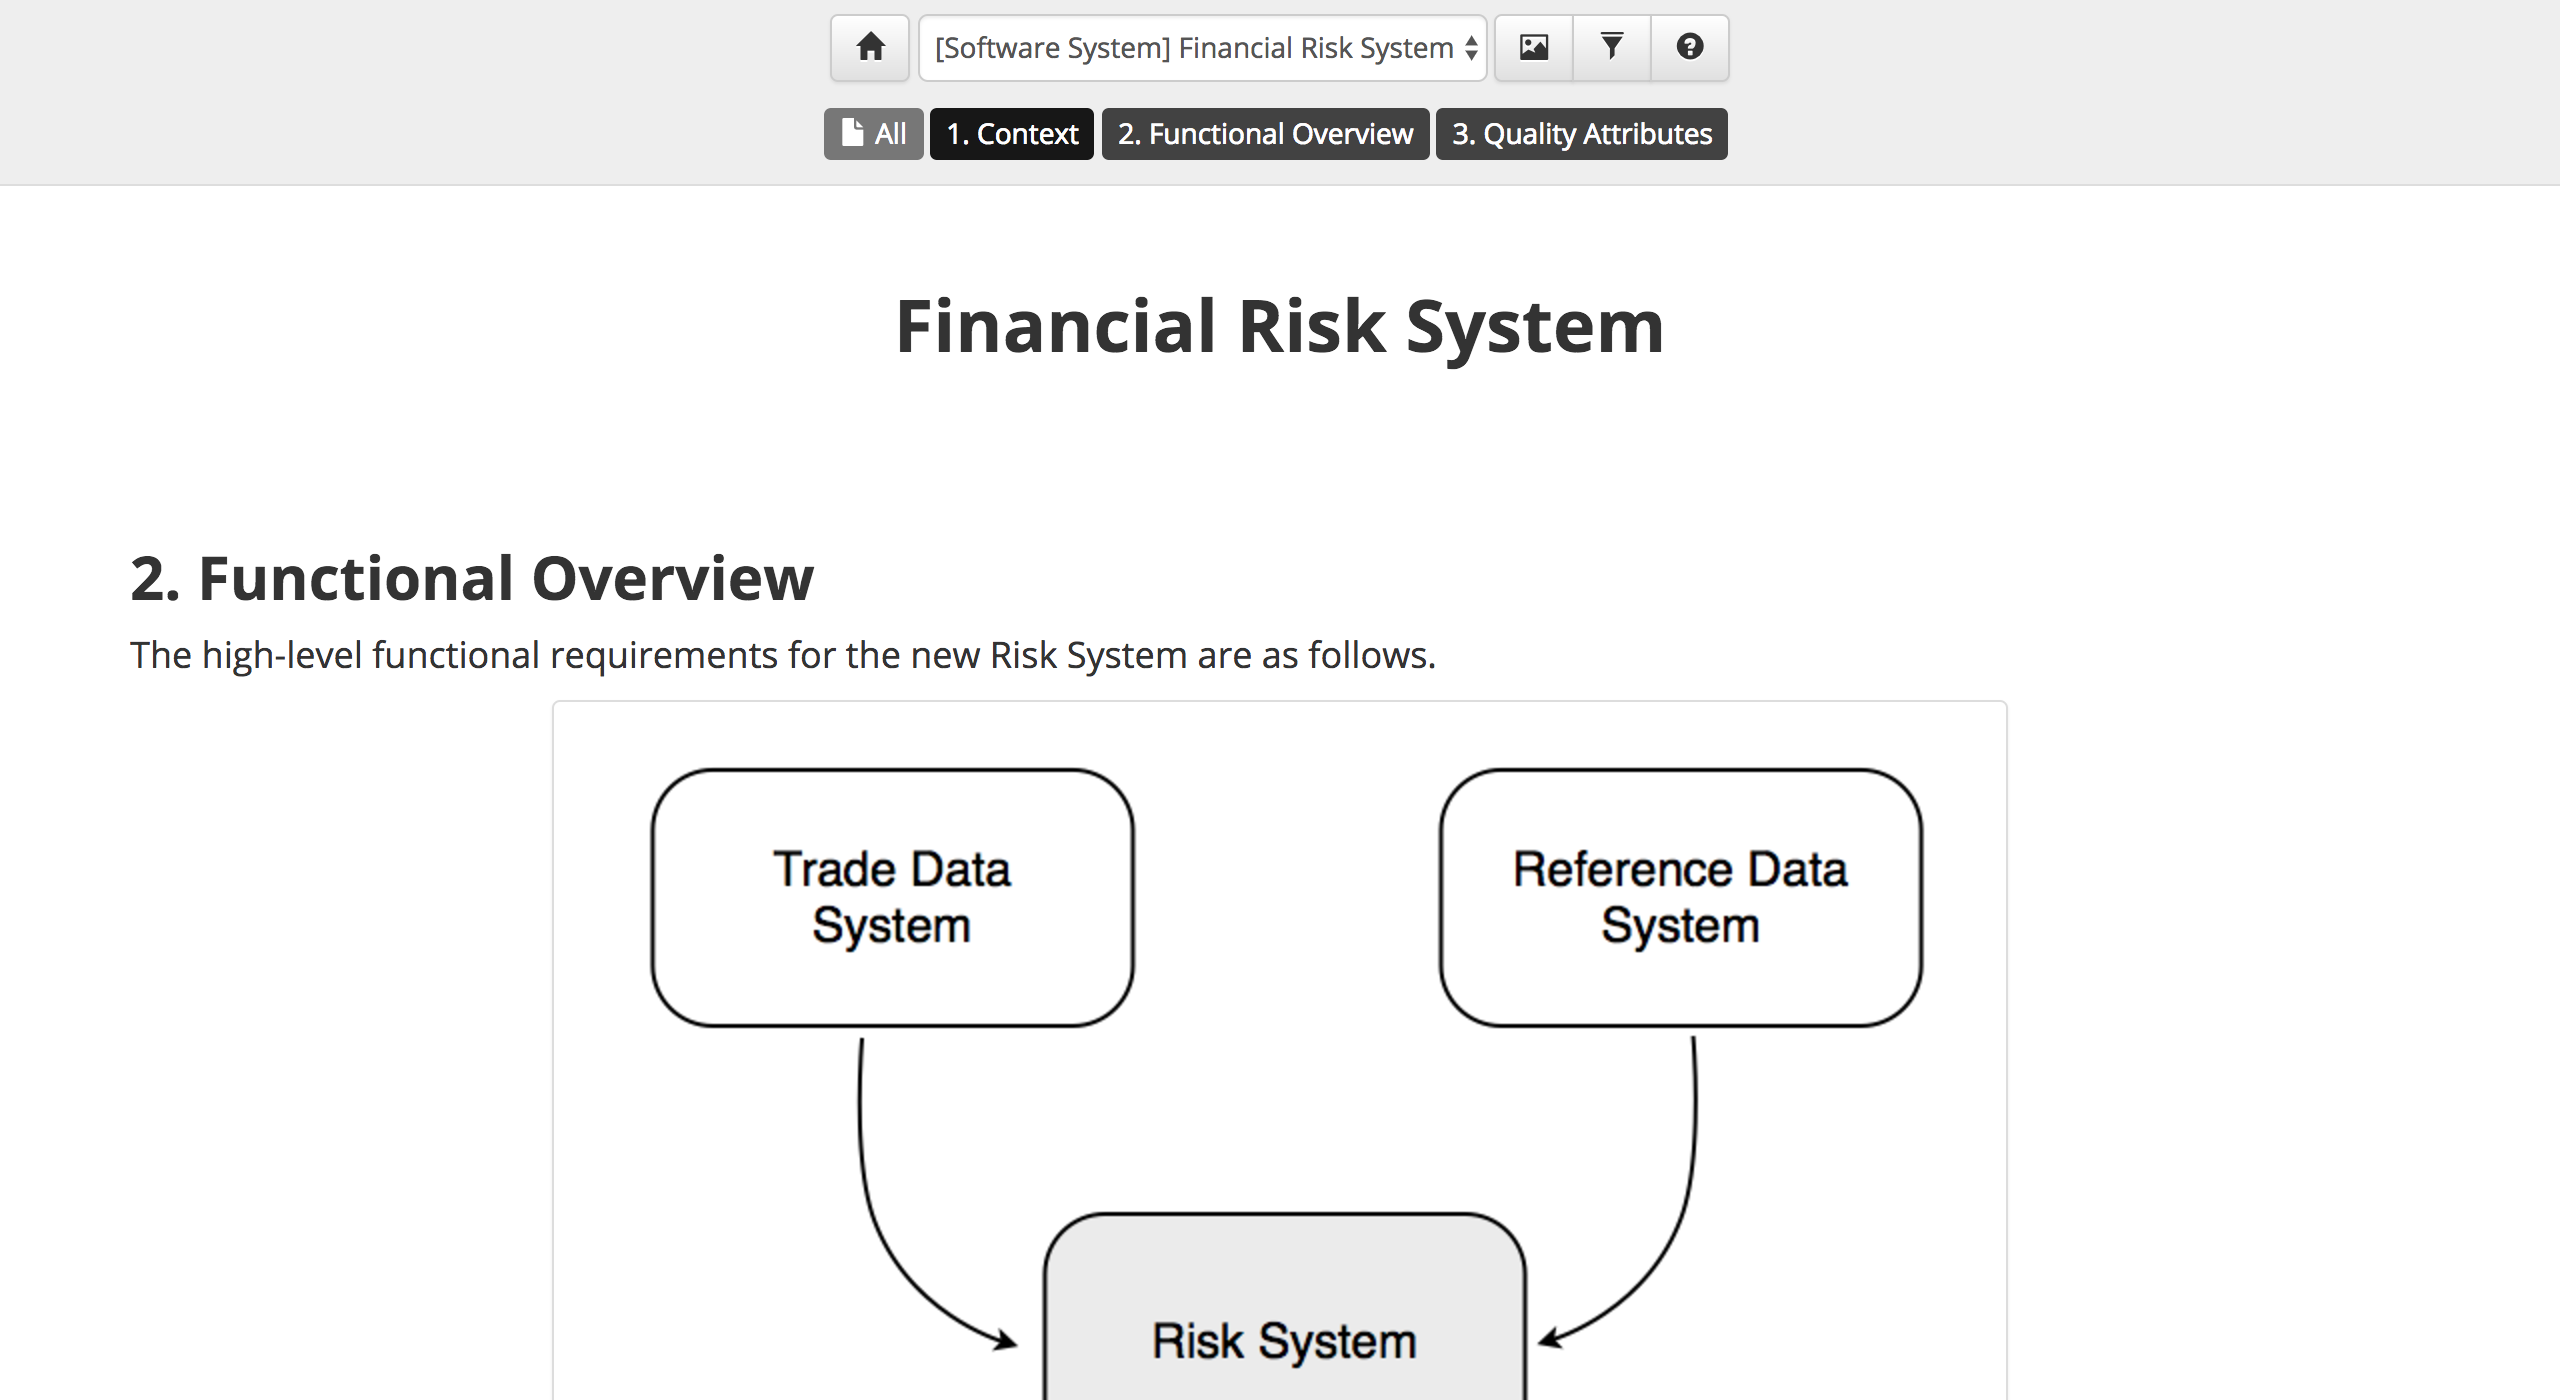 [Software System] Financial Risk System
All 1. Context 2. Functional Overview 3. Quality Attributes
Financial Risk System
2. Functional Overview
The high-level functional requirements for the new Risk System are as follows.
Trade Data
System
Reference Data
System
Risk System